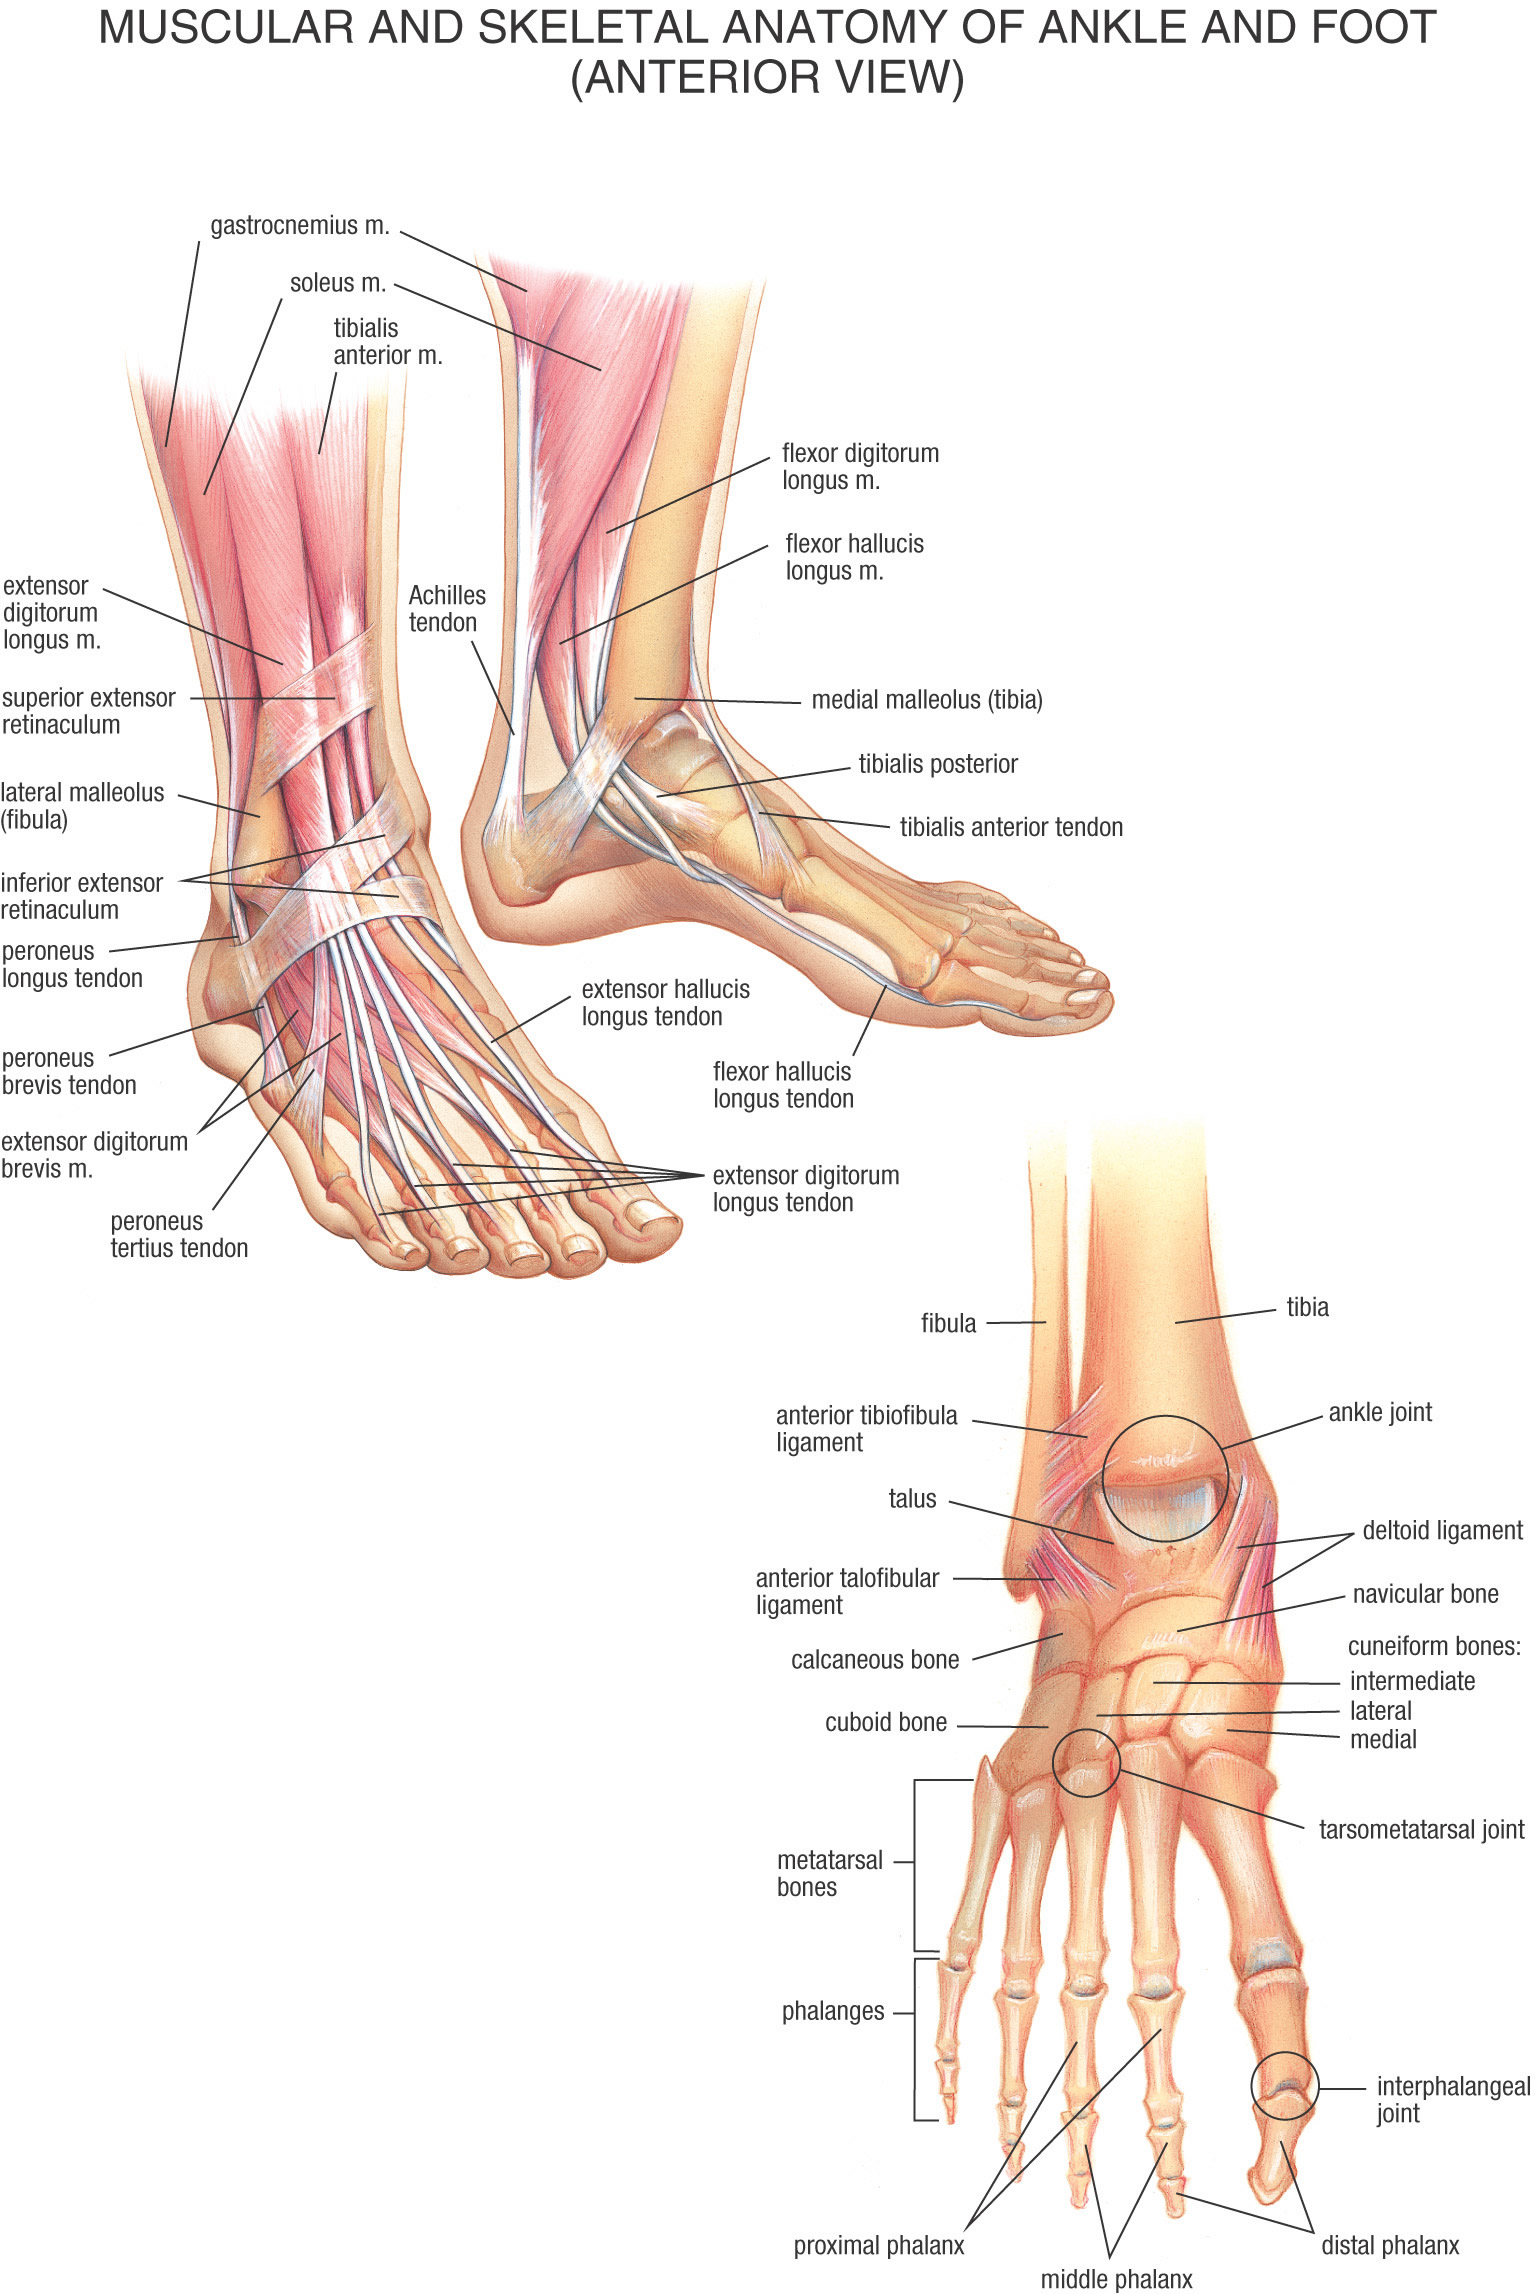 MUSCULAR AND SKELETAL ANATOMY OF ANKLE AND FOOT
(ANTERIOR VIEW)
gastrocnemius m.
soleus m.
tibialis
anterior m.
flexor digitorum
longus m.
flexor hallucis
longus m.
extensor
digitorum
longus m.
Achilles
tendon
superior extensor
retinaculum
medial malleolus (tibia)
tibialis posterior
lateral malleolus
(fibula)
tibialis anterior tendon
inferior extensor
retinaculum
peroneus
longus tendon
extensor hallucis
longus tendon
peroneus
brevis tendon
flexor hallucis
longus tendon
extensor digitorum
brevis m.
extensor digitorum
longus tendon
peroneus
tertius tendon
fibula
tibia
anterior tibiofibula
ligament
ankle joint
talus
deltoid ligament
anterior talofibular
ligament
navicular bone
calcaneous bone
cuneiform bones:
intermediate
lateral
medial
cuboid bone
tarsometatarsal joint
metatarsal
bones
phalanges
interphalangeal
joint
proximal phalanx
middle phalanx
distal phalanx